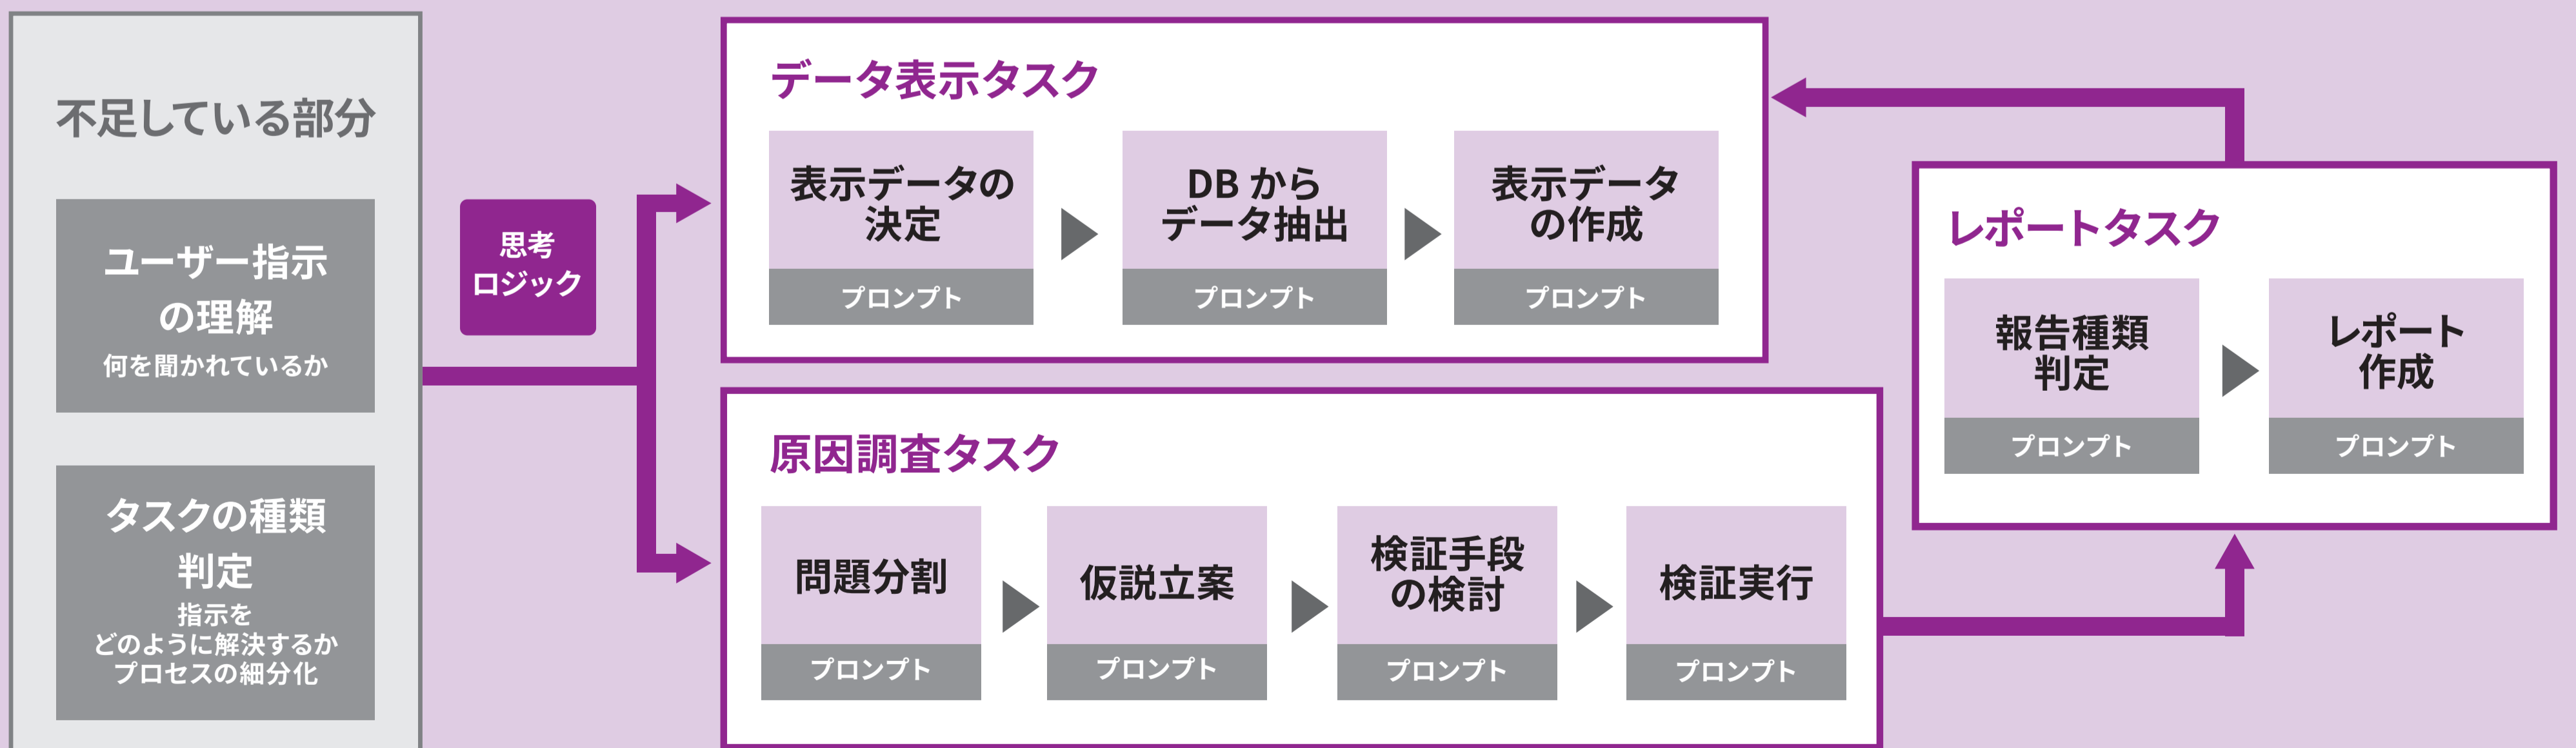 不足している部分
ユーザー指示
の理解
何を聞かれているか
タスクの種類
判定
指示を
どのように解決するか
プロセスの細分化
思考
ロジック
データ表示タスク
表示データの
決定
プロンプト
DB から
データ抽出
プロンプト
表示データ
の作成
プロンプト
原因調査タスク
問題分割
プロンプト
仮説立案
プロンプト
検証手段
の検討
プロンプト
検証実行
プロンプト
レポートタスク
報告種類
判定
プロンプト
レポート
作成
プロンプト